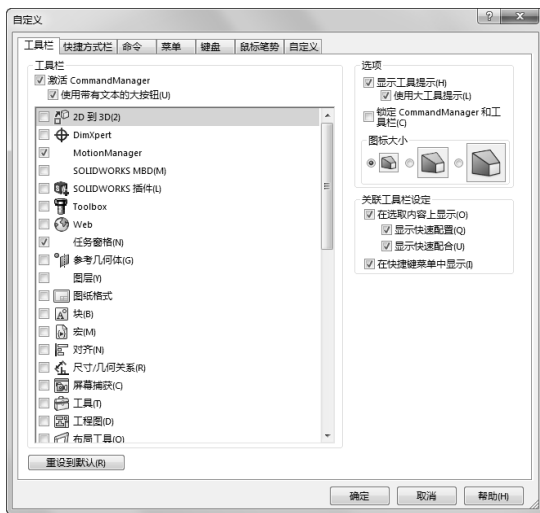 自定义
工具栏 快捷方式栏 命令 菜单 键盘 鼠标笔势 自定义
工具栏
激活 CommandManager
使用带有文本的大按钮(U)
2D 到 3D(2)
DimXpert
MotionManager
SOLIDWORKS MBD(M)
SOLIDWORKS 插件(L)
Toolbox
Web
任务窗格(N)
参考几何体(G)
图层(Y)
图纸格式
块(B)
宏(M)
对齐(N)
尺寸/几何关系(R)
屏幕捕获(C)
工具(T)
工程图(D)
布局工具(O)
重设到默认(R)
选项
显示工具提示(H)
使用大工具提示(L)
锁定 CommandManager 和工
具栏(C)
图标大小
关联工具栏设定
在选取内容上显示(O)
显示快速配置(Q)
显示快速配合(U)
在快捷键菜单中显示(I)
确定 取消 帮助(H)